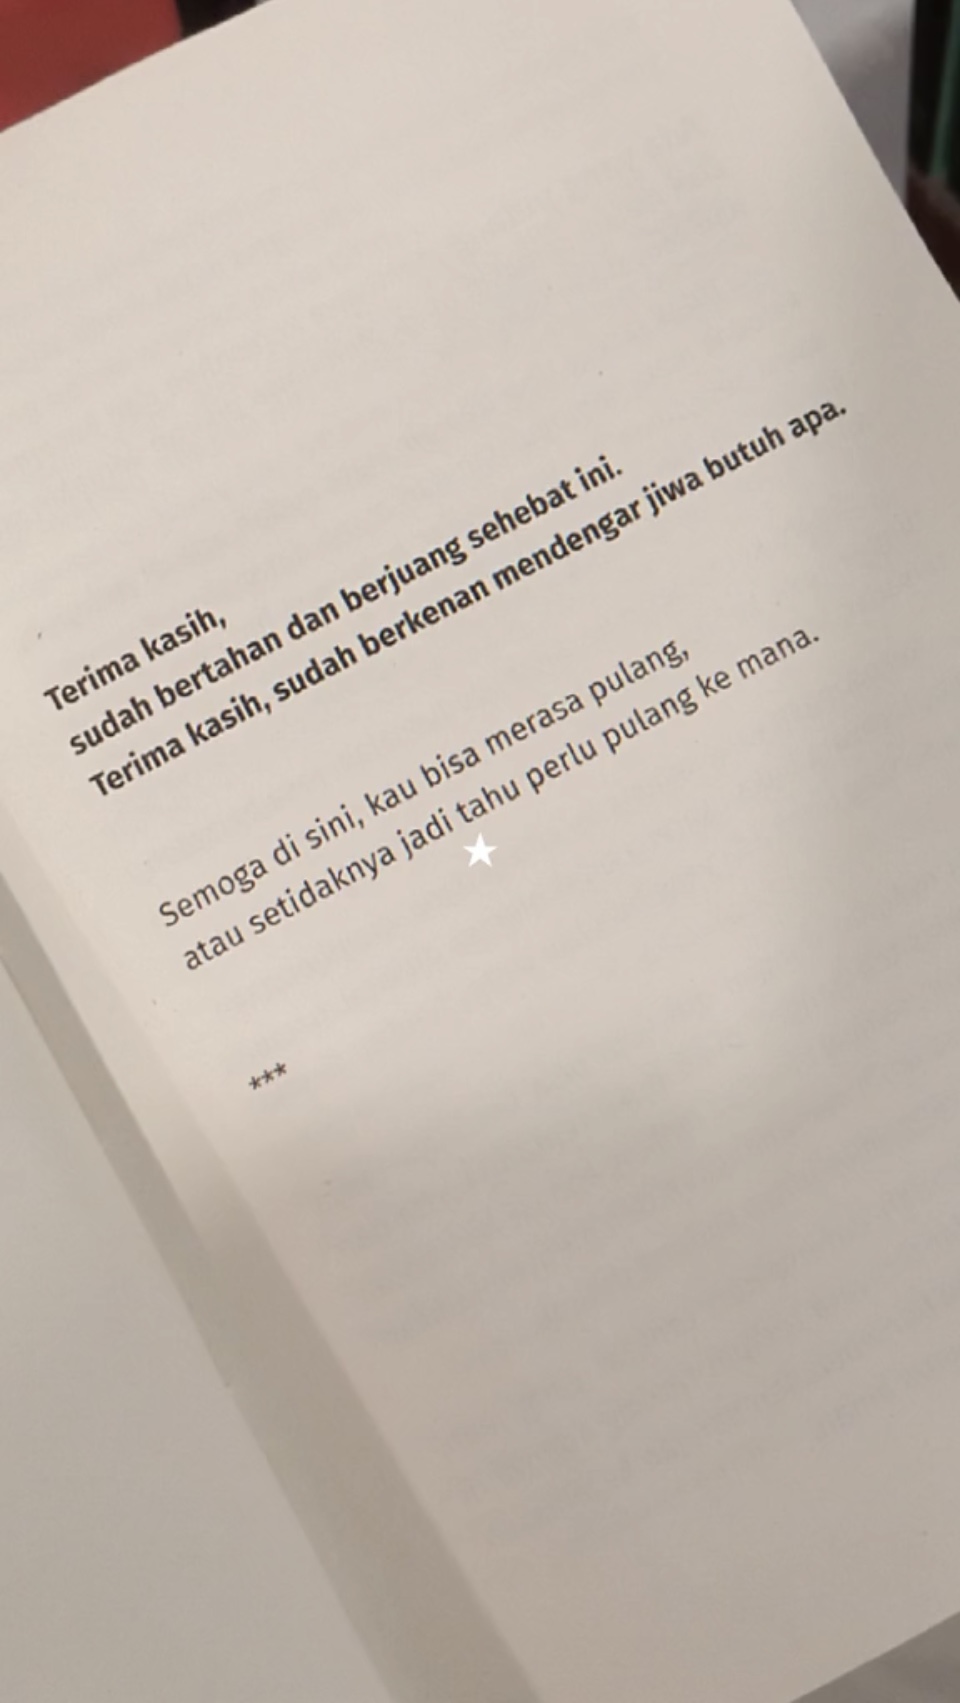 Terima kasih,
sudah bertahan dan berjuang sehebat ini.
Terima kasih, sudah berkenan mendengar jiwa butuh apa.
Semoga di sini, kau bisa merasa pulang,
atau setidaknya jadi tahu perlu pulang ke mana.
***